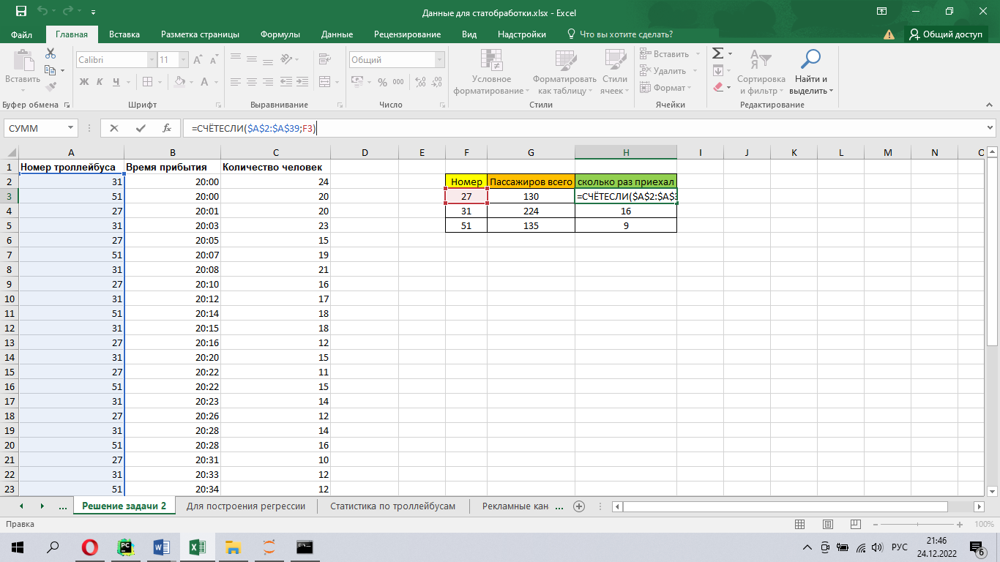 Данные для статобработки.xlsx - Excel
Файл Главная Вставка Разметка страницы Формулы Данные Рецензирование Вид Надстройки Что вы хотите сделать? Общий доступ
Вставить
Calibri 11
Ж К Ч А
Общий
% 000
Условное форматирование
Форматировать как таблицу
Стили ячеек
Вставить
Удалить
Формат
Сортировка и фильтр
Найти и выделить
Буфер обмена Шрифт Выравнивание Число Стили Ячейки Редактирование
СУММ =СЧЁТЕСЛИ($A$2:$A$39;F3)
A B C D E F G H I J K L M N
1 Номер троллейбуса Время прибытия Количество человек
2 31 20:00 24 Номер Пассажиров всего сколько раз приехал
3 51 20:00 20 27 130 =СЧЁТЕСЛИ($A$2:$A$3
4 27 20:01 20 31 224 16
5 31 20:03 23 51 135 9
6 27 20:05 15
7 51 20:07 19
8 31 20:08 21
9 27 20:10 16
10 31 20:12 17
11 51 20:14 18
12 31 20:15 18
13 27 20:16 12
14 31 20:20 15
15 27 20:22 11
16 51 20:22 15
17 31 20:23 14
18 27 20:26 12
19 31 20:28 14
20 51 20:28 16
21 27 20:31 10
22 31 20:33 12
23 51 20:34 12
... Решение задачи 2 Для построения регрессии Статистика по троллейбусам Рекламные кан ...
Правка 100%
РУС 21:46
24.12.2022 6